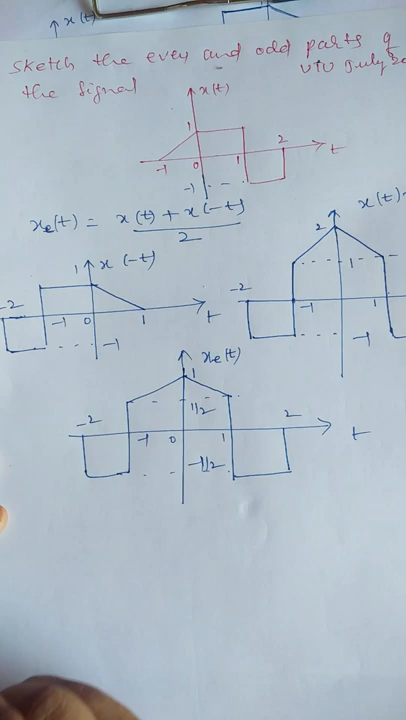 x(t)
Sketch the evey and odd parts of
the signal VTU July 20
x(t)
1
-1 0 1 2 t
-1
xe(t) = x(t) + x(-t)
2
x(t)
2
1 x(-t)
1
-2 -1 0 1 t
-2 -1 1
-1
-1
xe(t)
1
1/2
-2 -1 0 1 2 t
-1/2